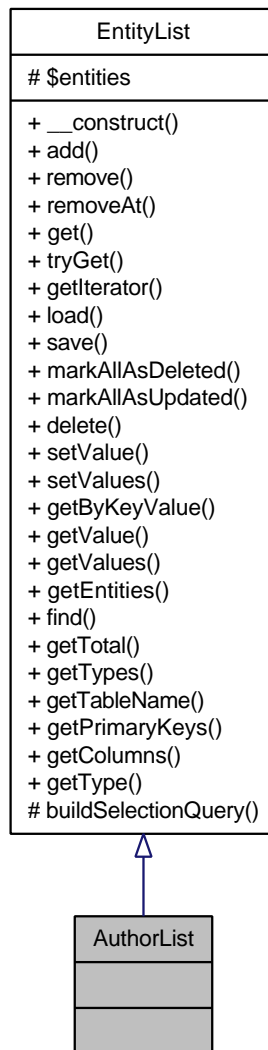 EntityList
# $entities
+ __construct()
+ add()
+ remove()
+ removeAt()
+ get()
+ tryGet()
+ getIterator()
+ load()
+ save()
+ markAllAsDeleted()
+ markAllAsUpdated()
+ delete()
+ setValue()
+ setValues()
+ getByKeyValue()
+ getValue()
+ getValues()
+ getEntities()
+ find()
+ getTotal()
+ getTypes()
+ getTableName()
+ getPrimaryKeys()
+ getColumns()
+ getType()
# buildSelectionQuery()
AuthorList